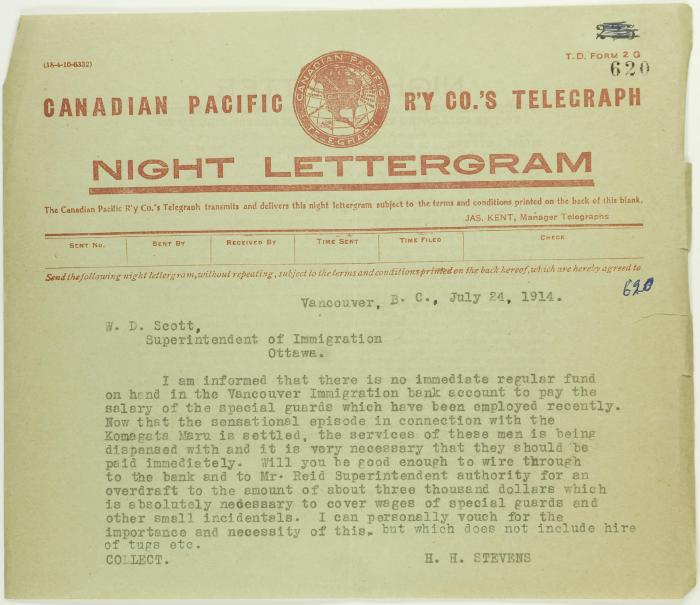 (18-4-10-6332)
T. D. FORM 2 G
620
CANADIAN PACIFIC R'Y CO.'S TELEGRAPH
CANADIAN PACIFIC
TELEGRAPH
NIGHT LETTERGRAM
The Canadian Pacific R'y Co.'s Telegraph transmits and delivers this night lettergram subject to the terms and conditions printed on the back of this blank.
JAS. KENT, Manager Telegraphs
SENT NO. SENT BY RECEIVED BY TIME SENT TIME FILED CHECK
Send the following night lettergram, without repeating, subject to the terms and conditions printed on the back hereof, which are hereby agreed to
620
Vancouver, B. C., July 24, 1914.
W. D. Scott,
Superintendent of Immigration
Ottawa.
I am informed that there is no immediate regular fund
on hand in the Vancouver Immigration bank account to pay the
salary of the special guards which have been employed recently.
Now that the sensational episode in connection with the
Komagata Maru is settled, the services of these men is being
dispensed with and it is very necessary that they should be
paid immediately. Will you be good enough to wire through
to the bank and to Mr. Reid Superintendent authority for an
overdraft to the amount of about three thousand dollars which
is absolutely necessary to cover wages of special guards and
other small incidentals. I can personally vouch for the
importance and necessity of this, but which does not include hire
of tugs etc.
COLLECT. H. H. STEVENS